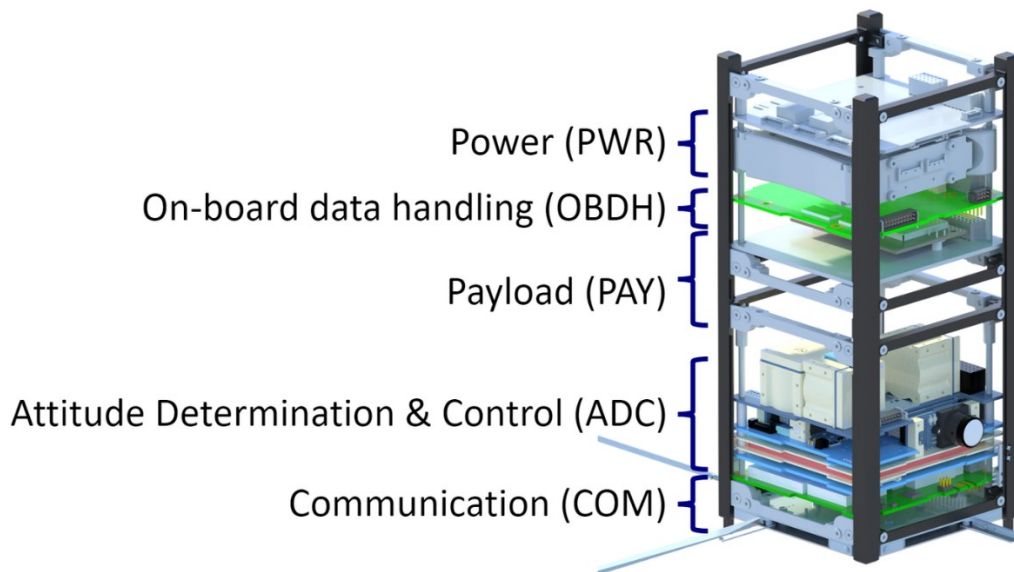 Power (PWR)
On-board data handling (OBDH)
Payload (PAY)
Attitude Determination & Control (ADC)
Communication (COM)